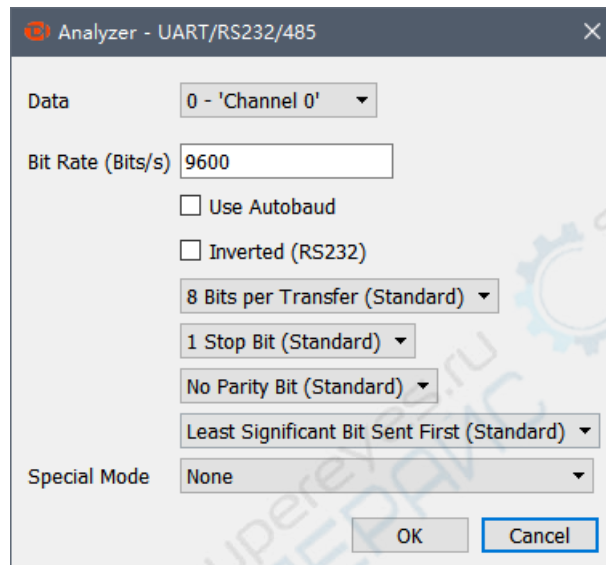 Analyzer - UART/RS232/485
Data 0 - 'Channel 0'
Bit Rate (Bits/s) 9600
Use Autobaud
Inverted (RS232)
8 Bits per Transfer (Standard)
1 Stop Bit (Standard)
No Parity Bit (Standard)
Least Significant Bit Sent First (Standard)
Special Mode None
OK Cancel